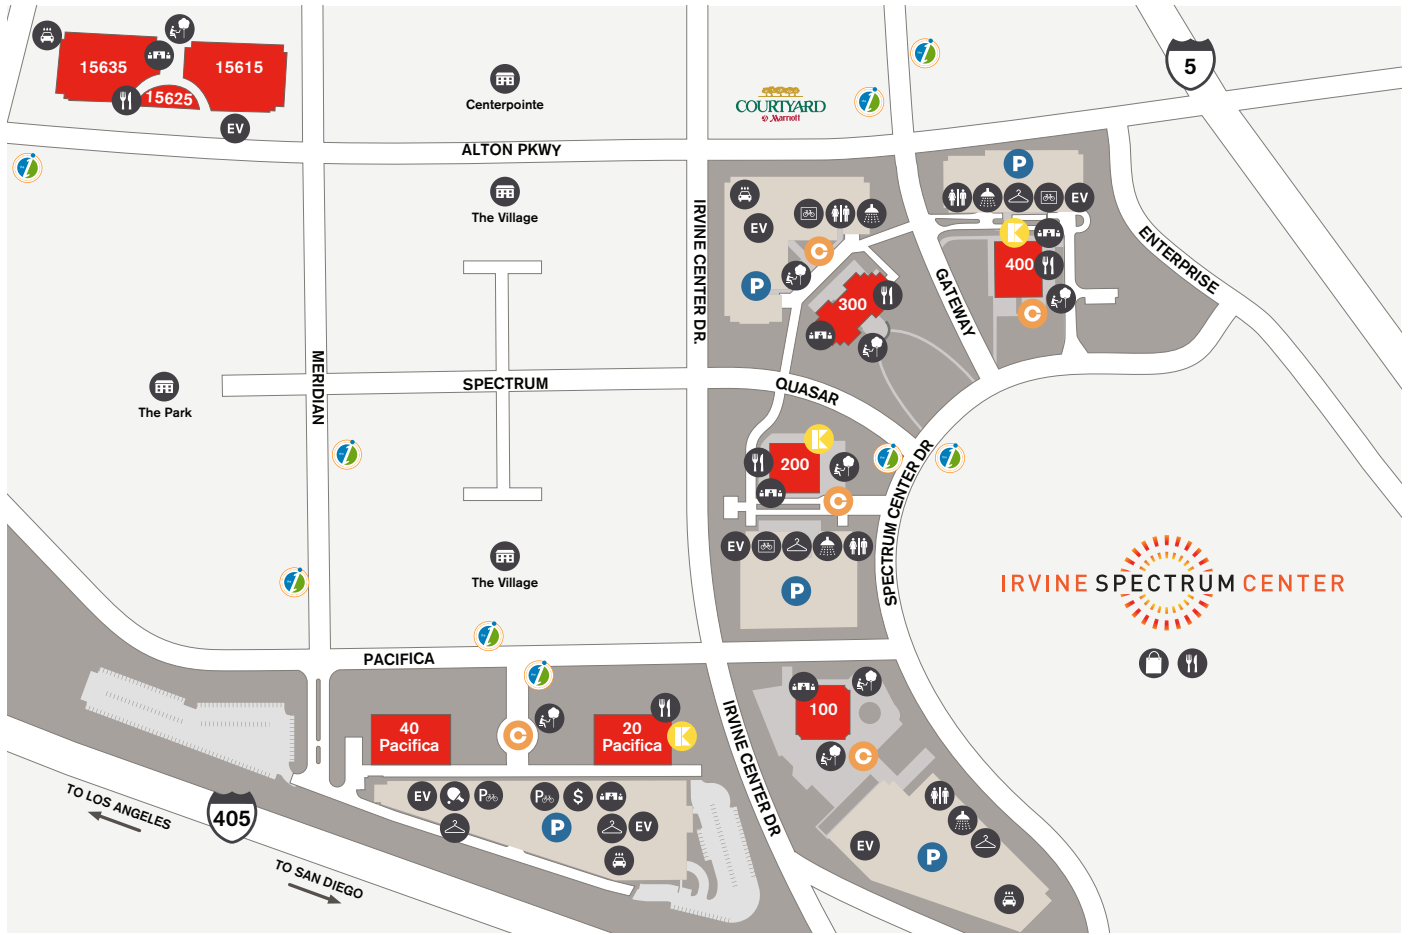 15635
15615
15625
EV
Centerpointe
COURTYARD
Marriott
5
ALTON PKWY
The Village
IRVINE CENTER DR.
EV
P
C
P
EV
K
400
C
GATEWAY
ENTERPRISE
300
MERIDIAN
SPECTRUM
QUASAR
The Park
K
200
C
SPECTRUM CENTER DR
EV
P
The Village
IRVINE SPECTRUM CENTER
PACIFICA
40
Pacifica
C
20
Pacifica
K
IRVINE CENTER DR
100
C
EV
P
P
$
P
EV
EV
P
TO LOS ANGELES
405
TO SAN DIEGO